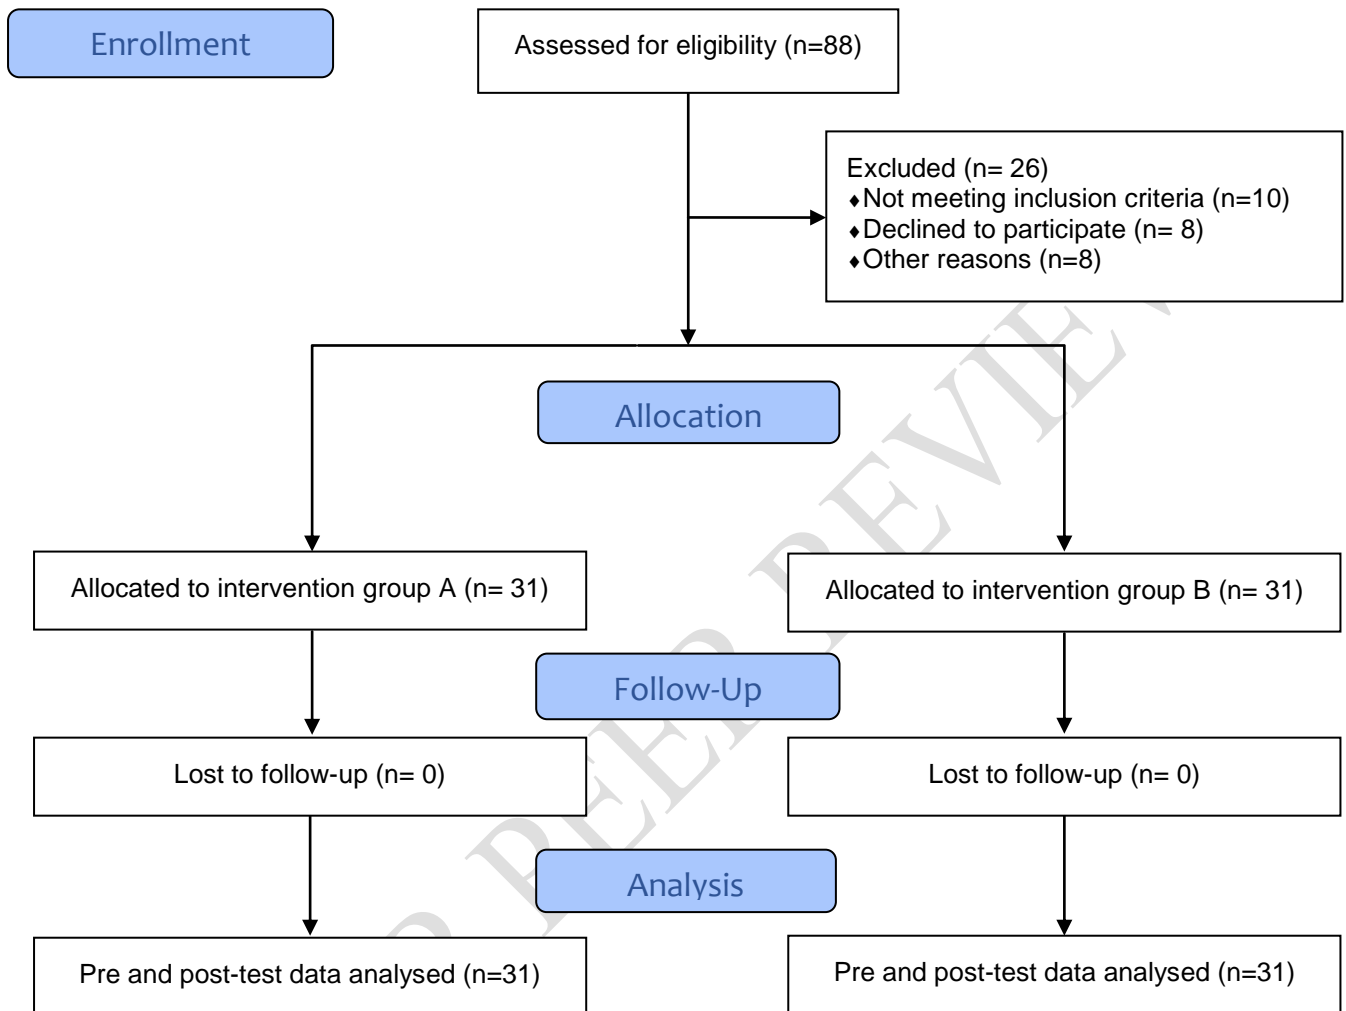 Enrollment
Assessed for eligibility (n=88)
Excluded (n= 26)
♦Not meeting inclusion criteria (n=10)
♦Declined to participate (n= 8)
♦Other reasons (n=8)
Allocation
Allocated to intervention group A (n= 31)
Allocated to intervention group B (n= 31)
Follow-Up
Lost to follow-up (n= 0)
Lost to follow-up (n= 0)
Analysis
Pre and post-test data analysed (n=31)
Pre and post-test data analysed (n=31)
PEER REVIEW